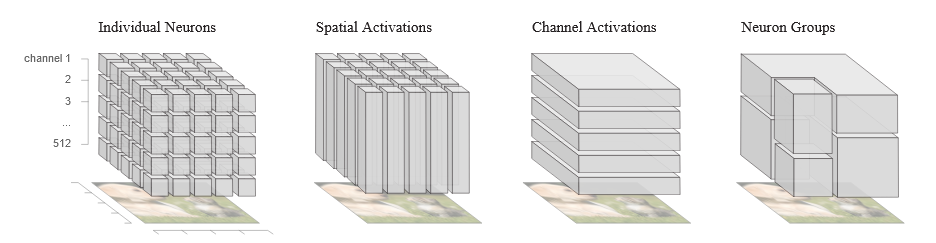 Individual Neurons
Spatial Activations
Channel Activations
Neuron Groups
channel 1
2
3
...
512